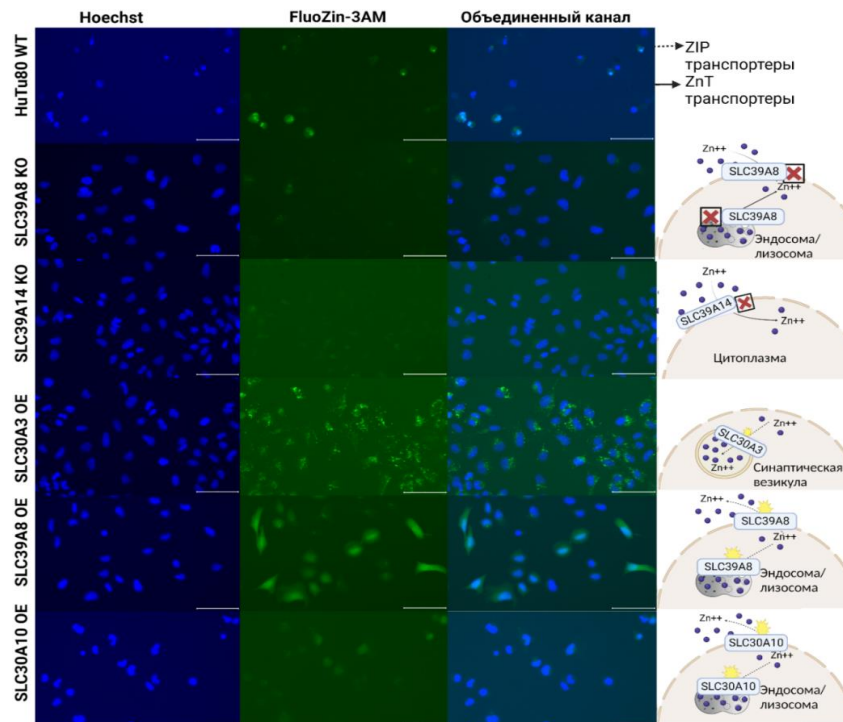 Hoechst
FluoZin-3AM
Объединенный канал
HuTu80 WT
ZIP
транспортеры
ZnT
транспортеры
SLC39A8 KO
Zn++
SLC39A8
Zn++
SLC39A8
Эндосома/
лизосома
SLC39A14 KO
Zn++
SLC39A14
Zn++
Цитоплазма
SLC30A3 OE
Zn++
SLC30A3
Zn++
Синаптическая
везикула
SLC39A8 OE
Zn++
SLC39A8
Zn++
SLC39A8
Эндосома/
лизосома
SLC30A10 OE
Zn++
SLC30A10
Zn++
SLC30A10
Эндосома/
лизосома